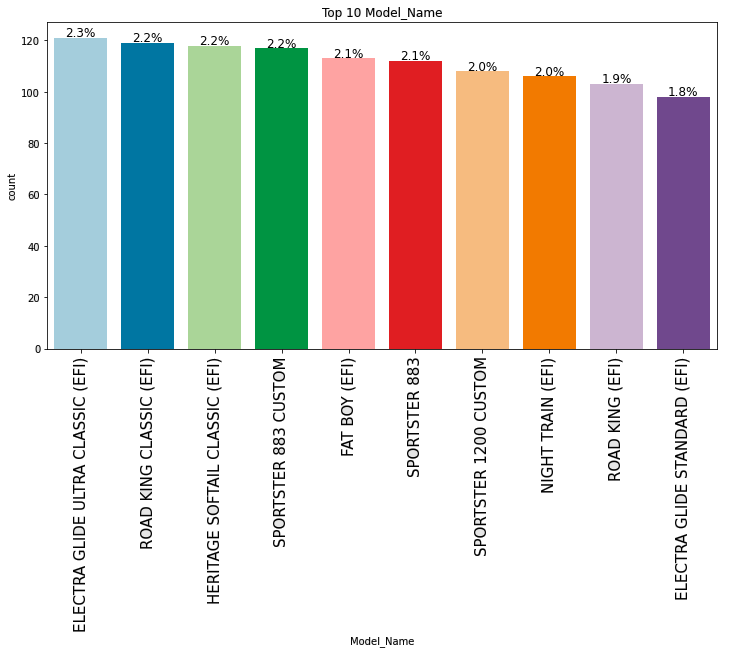 Top 10 Model_Name
2.3%
2.2%
2.2%
2.2%
2.1%
2.1%
2.0%
2.0%
1.9%
1.8%
120
100
80
60
40
20
0
count
ELECTRA GLIDE ULTRA CLASSIC (EFI)
ROAD KING CLASSIC (EFI)
HERITAGE SOFTAIL CLASSIC (EFI)
SPORTSTER 883 CUSTOM
FAT BOY (EFI)
SPORTSTER 883
SPORTSTER 1200 CUSTOM
NIGHT TRAIN (EFI)
ROAD KING (EFI)
ELECTRA GLIDE STANDARD (EFI)
Model_Name